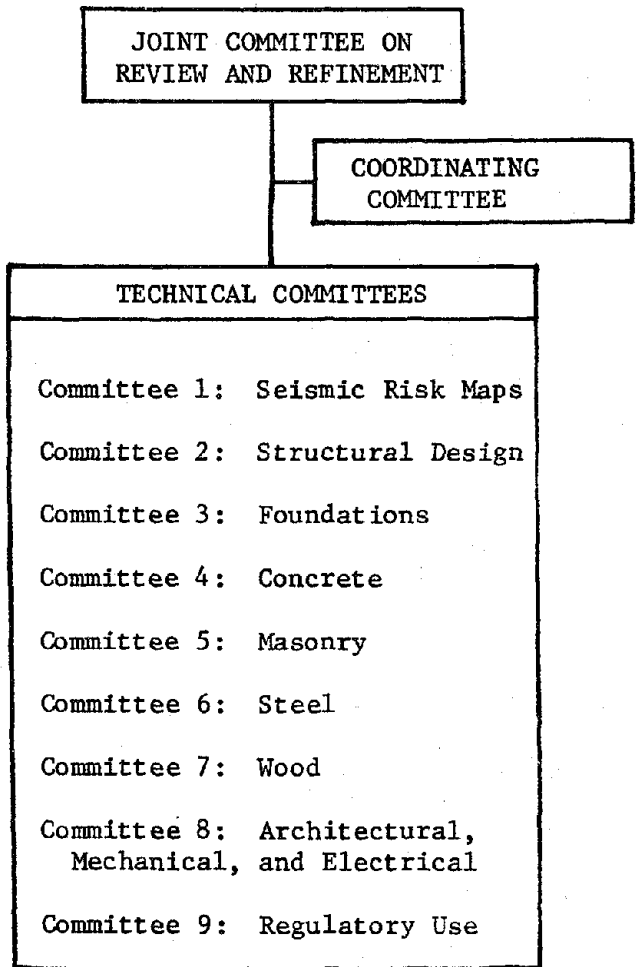 JOINT COMMITTEE ON
REVIEW AND REFINEMENT
COORDINATING
COMMITTEE
TECHNICAL COMMITTEES
Committee 1: Seismic Risk Maps
Committee 2: Structural Design
Committee 3: Foundations
Committee 4: Concrete
Committee 5: Masonry
Committee 6: Steel
Committee 7: Wood
Committee 8: Architectural,
Mechanical, and Electrical
Committee 9: Regulatory Use